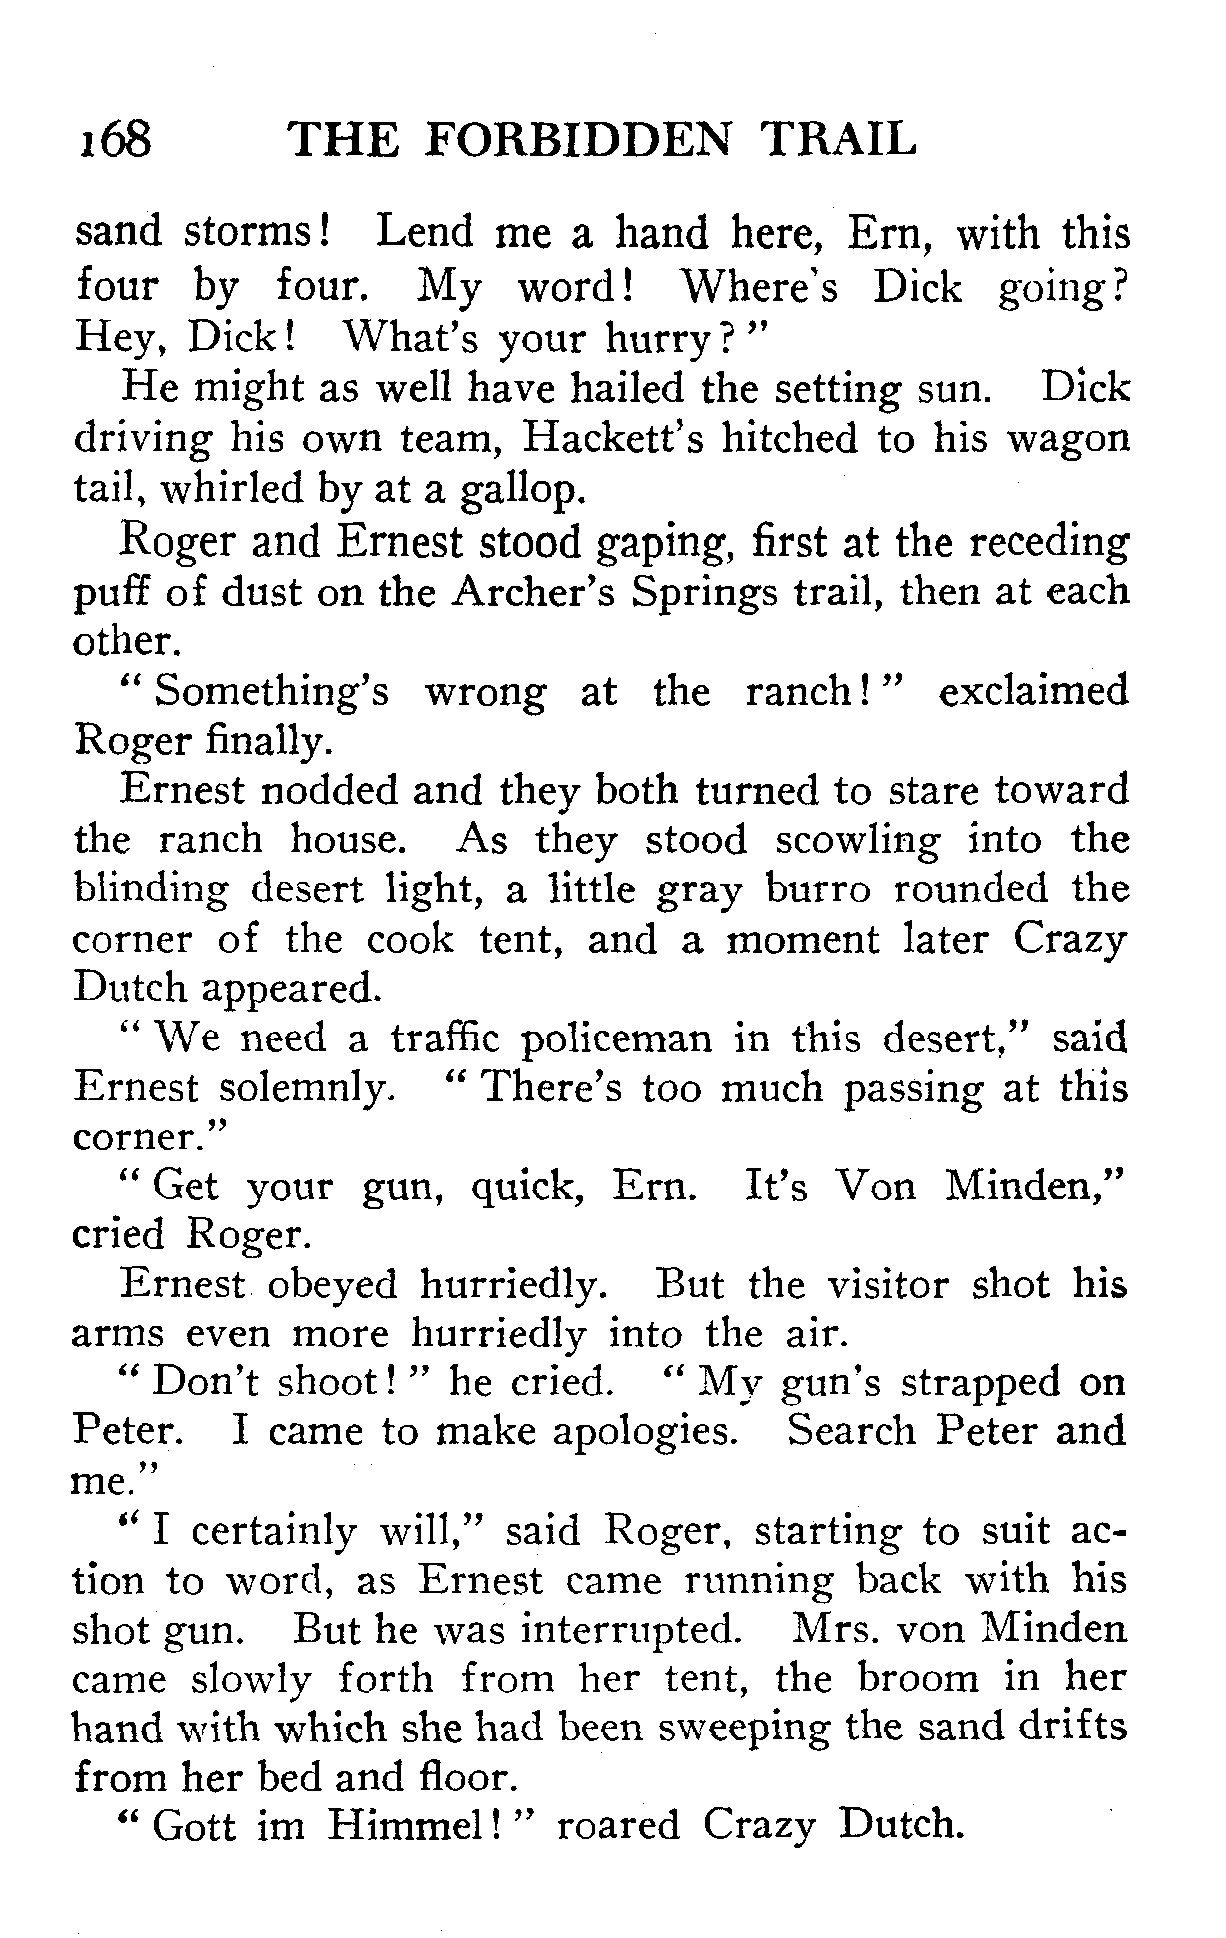 168 THE FORBIDDEN TRAIL
sand storms! Lend me a hand here, Ern, with this
four by four. My word! Where's Dick going?
Hey, Dick! What's your hurry?"
He might as well have hailed the setting sun. Dick
driving his own team, Hackett's hitched to his wagon
tail, whirled by at a gallop.
Roger and Ernest stood gaping, first at the receding
puff of dust on the Archer's Springs trail, then at each
other.
"Something's wrong at the ranch!" exclaimed
Roger finally.
Ernest nodded and they both turned to stare toward
the ranch house. As they stood scowling into the
blinding desert light, a little gray burro rounded the
corner of the cook tent, and a moment later Crazy
Dutch appeared.
"We need a traffic policeman in this desert," said
Ernest solemnly. "There's too much passing at this
corner."
"Get your gun, quick, Ern. It's Von Minden,"
cried Roger.
Ernest obeyed hurriedly. But the visitor shot his
arms even more hurriedly into the air.
"Don't shoot!" he cried. "My gun's strapped on
Peter. I came to make apologies. Search Peter and
me."
"I certainly will," said Roger, starting to suit ac-
tion to word, as Ernest came running back with his
shot gun. But he was interrupted. Mrs. von Minden
came slowly forth from her tent, the broom in her
hand with which she had been sweeping the sand drifts
from her bed and floor.
"Gott im Himmel!" roared Crazy Dutch.